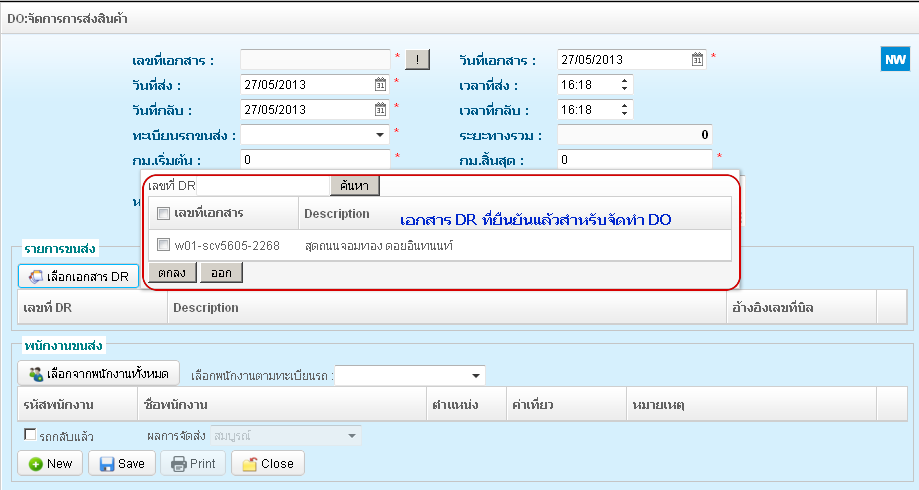 DO:จัดการการส่งสินค้า
เลขที่เอกสาร : * ! วันที่เอกสาร : 27/05/2013 31 * NW
วันที่ส่ง : 27/05/2013 31 * เวลาที่ส่ง : 16:18
วันที่กลับ : 27/05/2013 31 * เวลาที่กลับ : 16:18
ทะเบียนรถขนส่ง : * ระยะทางรวม : 0
กม.เริ่มต้น : 0 * กม.สิ้นสุด : 0 *
เลขที่ DR ค้นหา
เลขที่เอกสาร Description เอกสาร DR ที่ยืนยันแล้วสำหรับจัดทำ DO
w01-scv5605-2268 สุดถนนจอมทอง ดอยอินทนนท์
ตกลง ออก
รายการขนส่ง
เลือกเอกสาร DR
เลขที่ DR Description อ้างอิงเลขที่บิล
พนักงานขนส่ง
เลือกจากพนักงานทั้งหมด เลือกพนักงานตามทะเบียนรถ :
รหัสพนักงาน ชื่อพนักงาน ตำแหน่ง ค่าเที่ยว หมายเหตุ
รถกลับแล้ว ผลการจัดส่ง สมบูรณ์
New Save Print Close